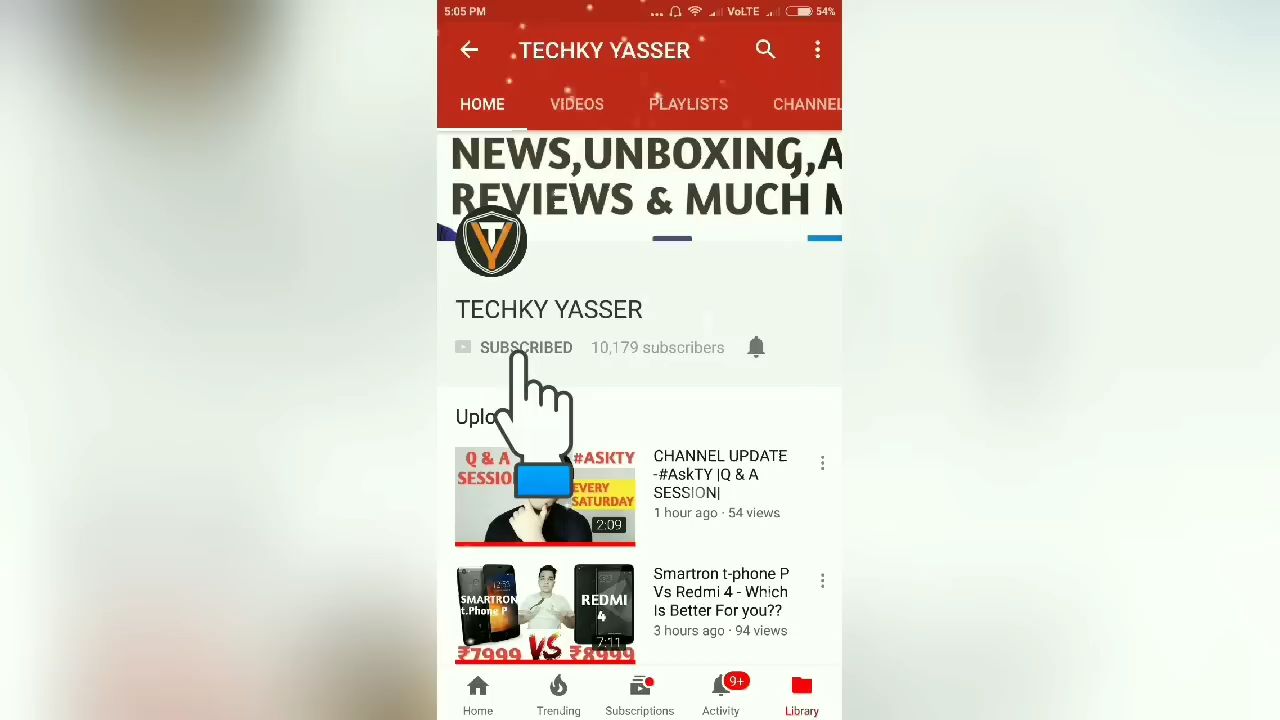 5:05 PM
VoLTE
54%
TECHKY YASSER
HOME
VIDEOS
PLAYLISTS
CHANNEL
NEWS,UNBOXING,A
REVIEWS & MUCH M
TY
TECHKY YASSER
SUBSCRIBED
10,179 subscribers
Uplo
Q & A
SESSIO
#ASKTY
EVERY
SATURDAY
2:09
CHANNEL UPDATE
-#AskTY |Q & A
SESSION|
1 hour ago · 54 views
SMARTRON
t.Phone P
REDMI
4
VS
7:11
₹7999
₹8999
Smartron t-phone P
Vs Redmi 4 - Which
Is Better For you??
3 hours ago · 94 views
9+
Home
Trending
Subscriptions
Activity
Library